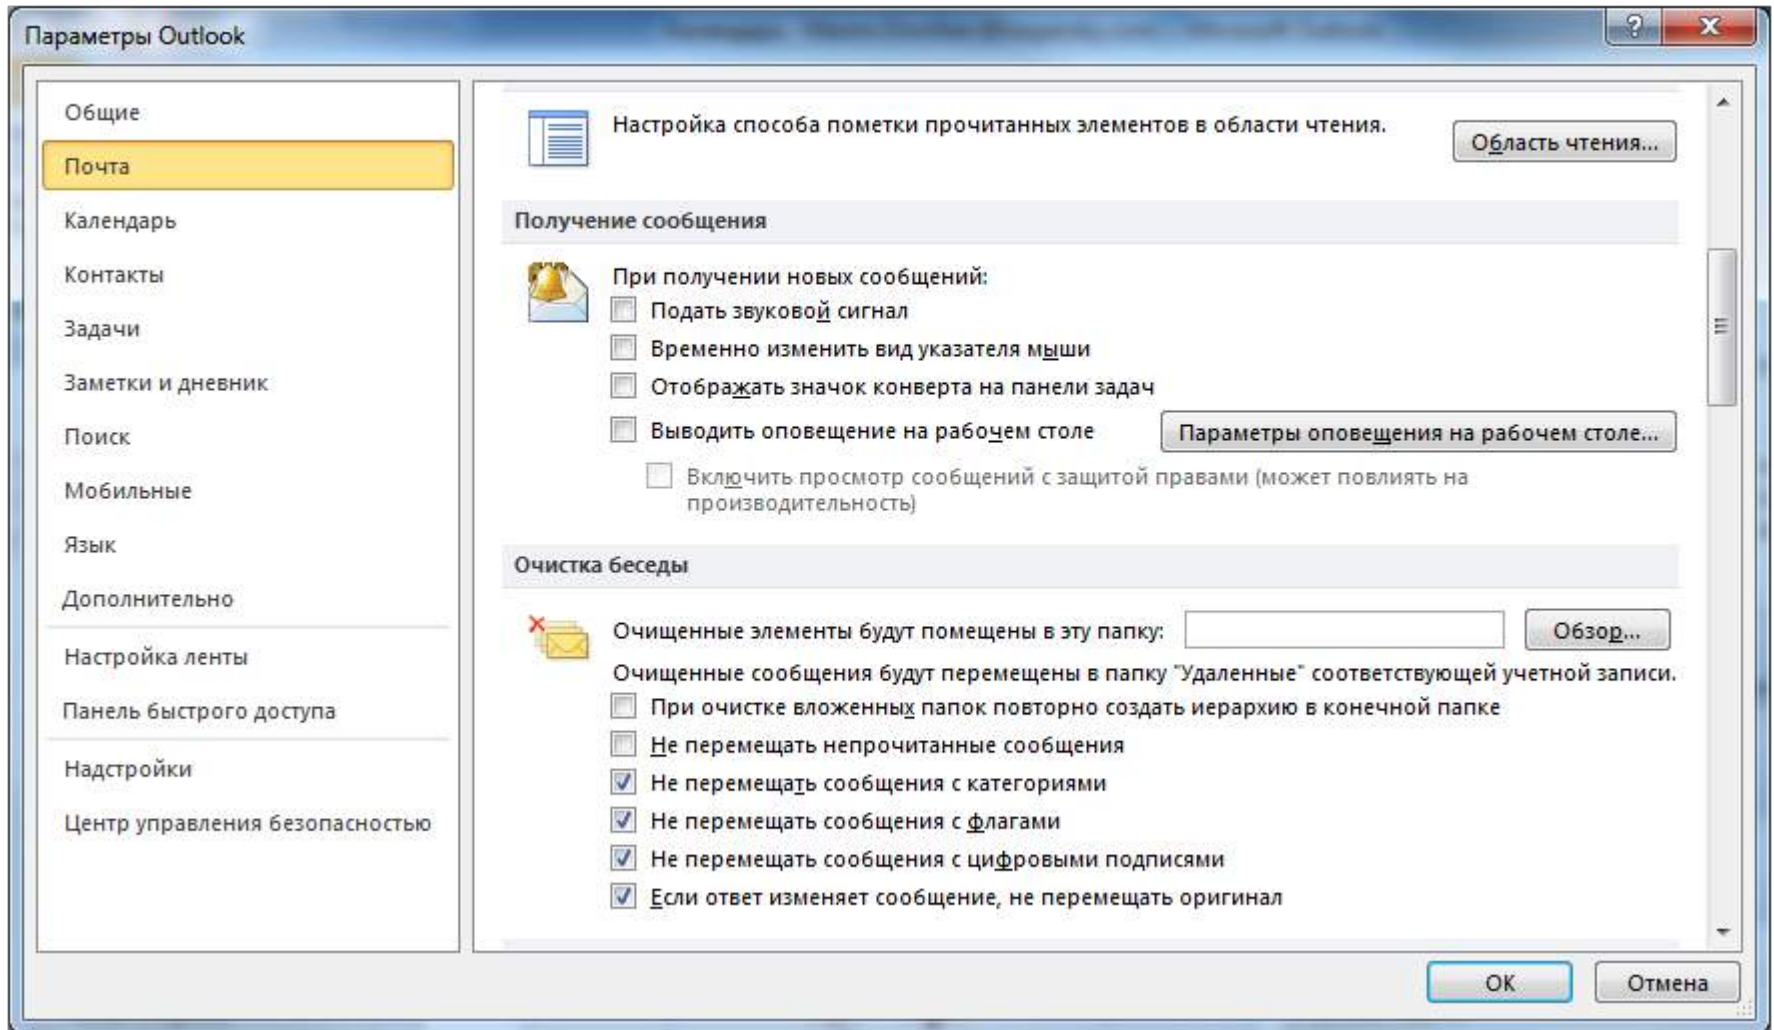 Параметры Outlook
Общие
Почта
Календарь
Контакты
Задачи
Заметки и дневник
Поиск
Мобильные
Язык
Дополнительно
Настройка ленты
Панель быстрого доступа
Надстройки
Центр управления безопасностью
Настройка способа пометки прочитанных элементов в области чтения.
Область чтения...
Получение сообщения
При получении новых сообщений:
Подать звуковой сигнал
Временно изменить вид указателя мыши
Отображать значок конверта на панели задач
Выводить оповещение на рабочем столе
Параметры оповещения на рабочем столе...
Включить просмотр сообщений с защитой правами (может повлиять на
производительность)
Очистка беседы
Очищенные элементы будут помещены в эту папку:
Обзор...
Очищенные сообщения будут перемещены в папку "Удаленные" соответствующей учетной записи.
При очистке вложенных папок повторно создать иерархию в конечной папке
Не перемещать непрочитанные сообщения
Не перемещать сообщения с категориями
Не перемещать сообщения с флагами
Не перемещать сообщения с цифровыми подписями
Если ответ изменяет сообщение, не перемещать оригинал
ОК
Отмена